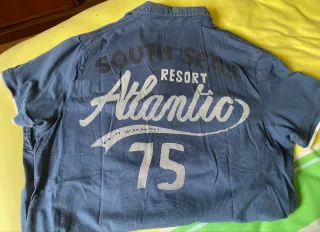 SOUTH SEAS
RESORT
Atlantic
75